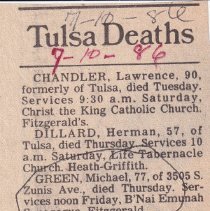 7-10-86
Tulsa Deaths
7-10-86
CHANDLER, Lawrence, 90,
formerly of Tulsa, died Tuesday.
Services 9:30 a.m. Saturday,
Christ the King Catholic Church.
Fitzgerald's.
DILLARD, Herman, 57, of
Tulsa, died Thursday. Services 10
a.m. Saturday, Life Tabernacle
Church. Heath-Griffith.
GREEN, Michael, 77, of 3505 S.
Zunis Ave., died Thursday. Ser-
vices noon Friday, B'Nai Emunah